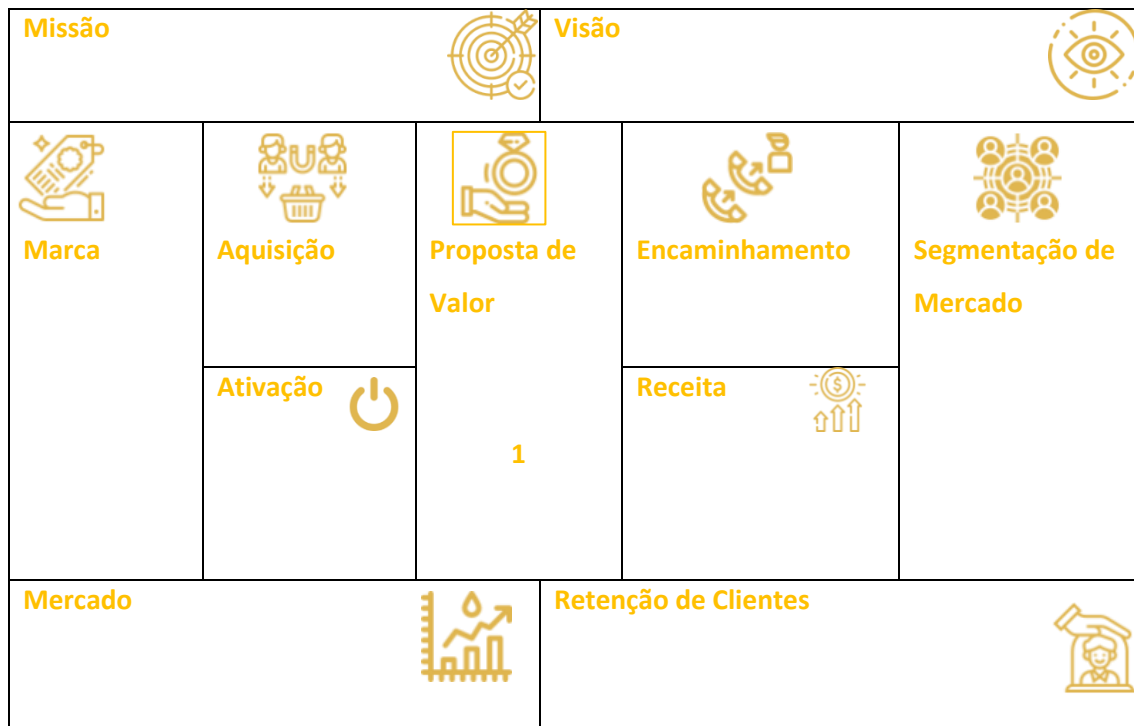 Missão
Visão
Marca
Aquisição
Proposta de
Valor
Encaminhamento
Segmentação de
Mercado
Ativação
Receita
1
Mercado
Retenção de Clientes